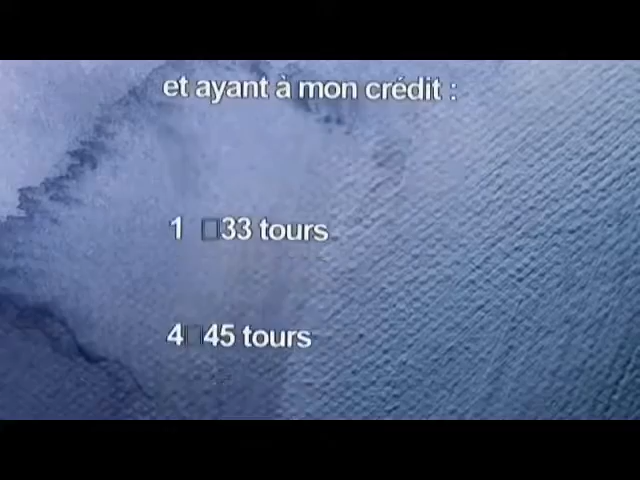 et ayant à mon crédit :
1 □33 tours
4□45 tours